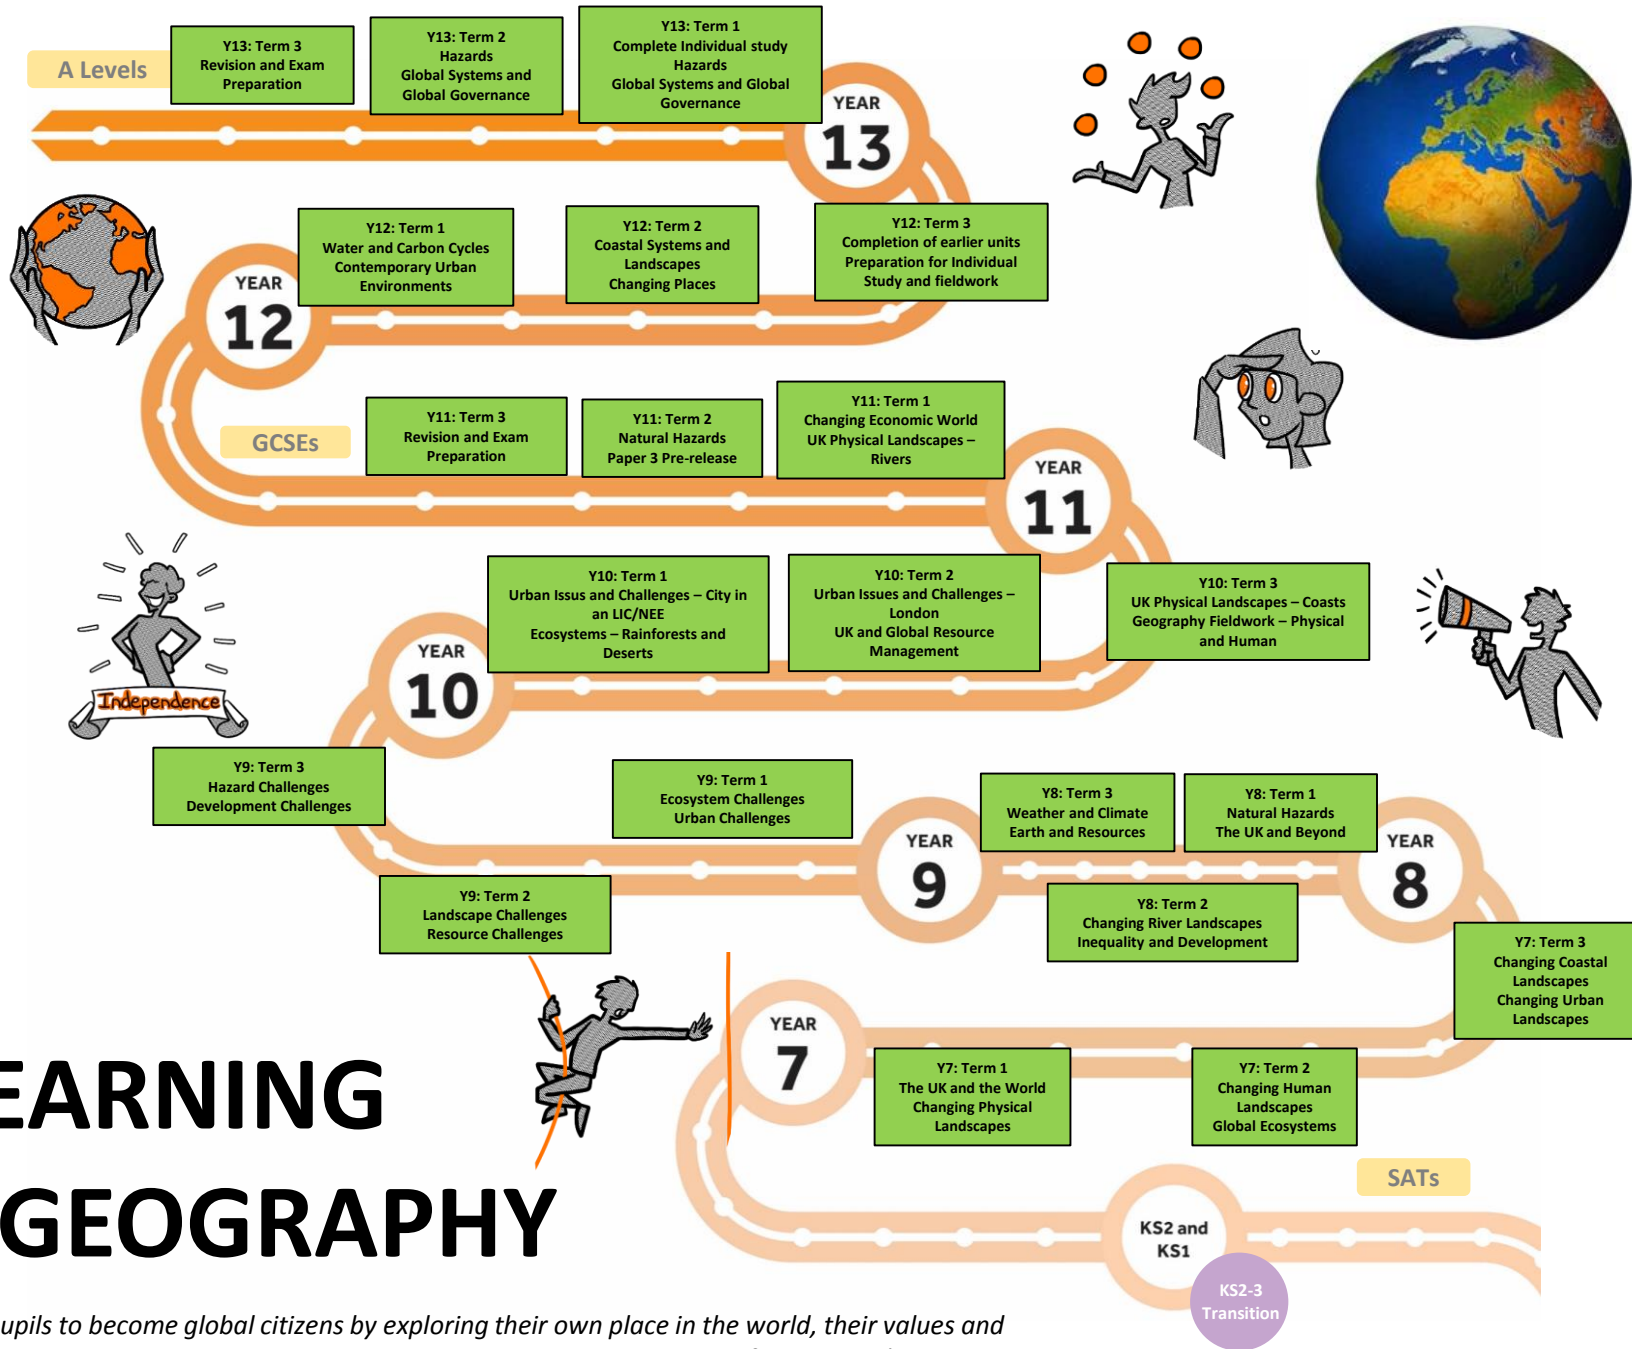 A Levels
Y13: Term 3
Revision and Exam
Preparation
Y13: Term 2
Hazards
Global Systems and
Global Governance
Y13: Term 1
Complete Individual study
Hazards
Global Systems and Global
Governance
YEAR
13
Y12: Term 1
Water and Carbon Cycles
Contemporary Urban
Environments
Y12: Term 2
Coastal Systems and
Landscapes
Changing Places
Y12: Term 3
Completion of earlier units
Preparation for Individual
Study and fieldwork
YEAR
12
GCSEs
Y11: Term 3
Revision and Exam
Preparation
Y11: Term 2
Natural Hazards
Paper 3 Pre-release
Y11: Term 1
Changing Economic World
UK Physical Landscapes –
Rivers
YEAR
11
Independence
YEAR
10
Y10: Term 1
Urban Issus and Challenges – City in
an LIC/NEE
Ecosystems – Rainforests and
Deserts
Y10: Term 2
Urban Issues and Challenges –
London
UK and Global Resource
Management
Y10: Term 3
UK Physical Landscapes – Coasts
Geography Fieldwork – Physical
and Human
Y9: Term 3
Hazard Challenges
Development Challenges
Y9: Term 1
Ecosystem Challenges
Urban Challenges
Y9: Term 2
Landscape Challenges
Resource Challenges
YEAR
9
Y8: Term 3
Weather and Climate
Earth and Resources
Y8: Term 1
Natural Hazards
The UK and Beyond
YEAR
8
Y8: Term 2
Changing River Landscapes
Inequality and Development
Y7: Term 3
Changing Coastal
Landscapes
Changing Urban
Landscapes
YEAR
7
Y7: Term 1
The UK and the World
Changing Physical
Landscapes
Y7: Term 2
Changing Human
Landscapes
Global Ecosystems
EARNING
GEOGRAPHY
SATs
KS2 and
KS1
KS2-3
Transition
upils to become global citizens by exploring their own place in the world, their values and